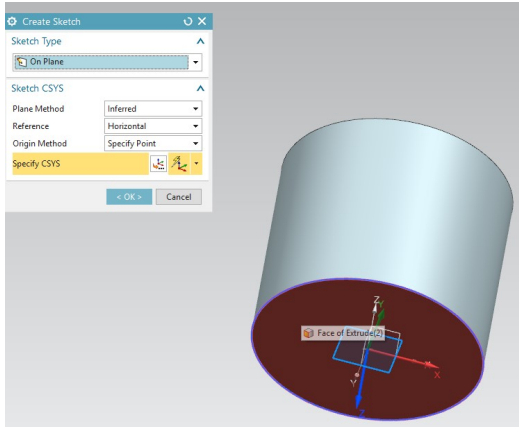 Create Sketch
Sketch Type
On Plane
Sketch CSYS
Plane Method Inferred
Reference Horizontal
Origin Method Specify Point
Specify CSYS
< OK > Cancel
Z
Y
Face of Extrude(2)
X
Y
Z